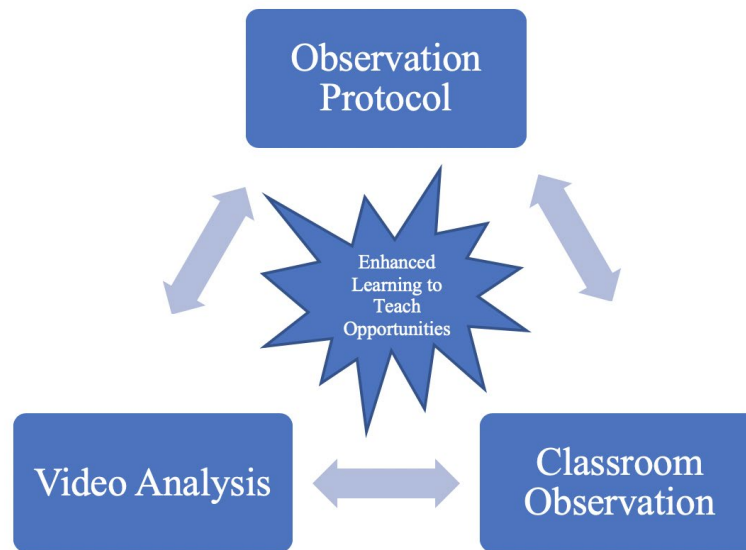 Observation
Protocol
Enhanced
Learning to
Teach
Opportunities
Video Analysis
Classroom
Observation